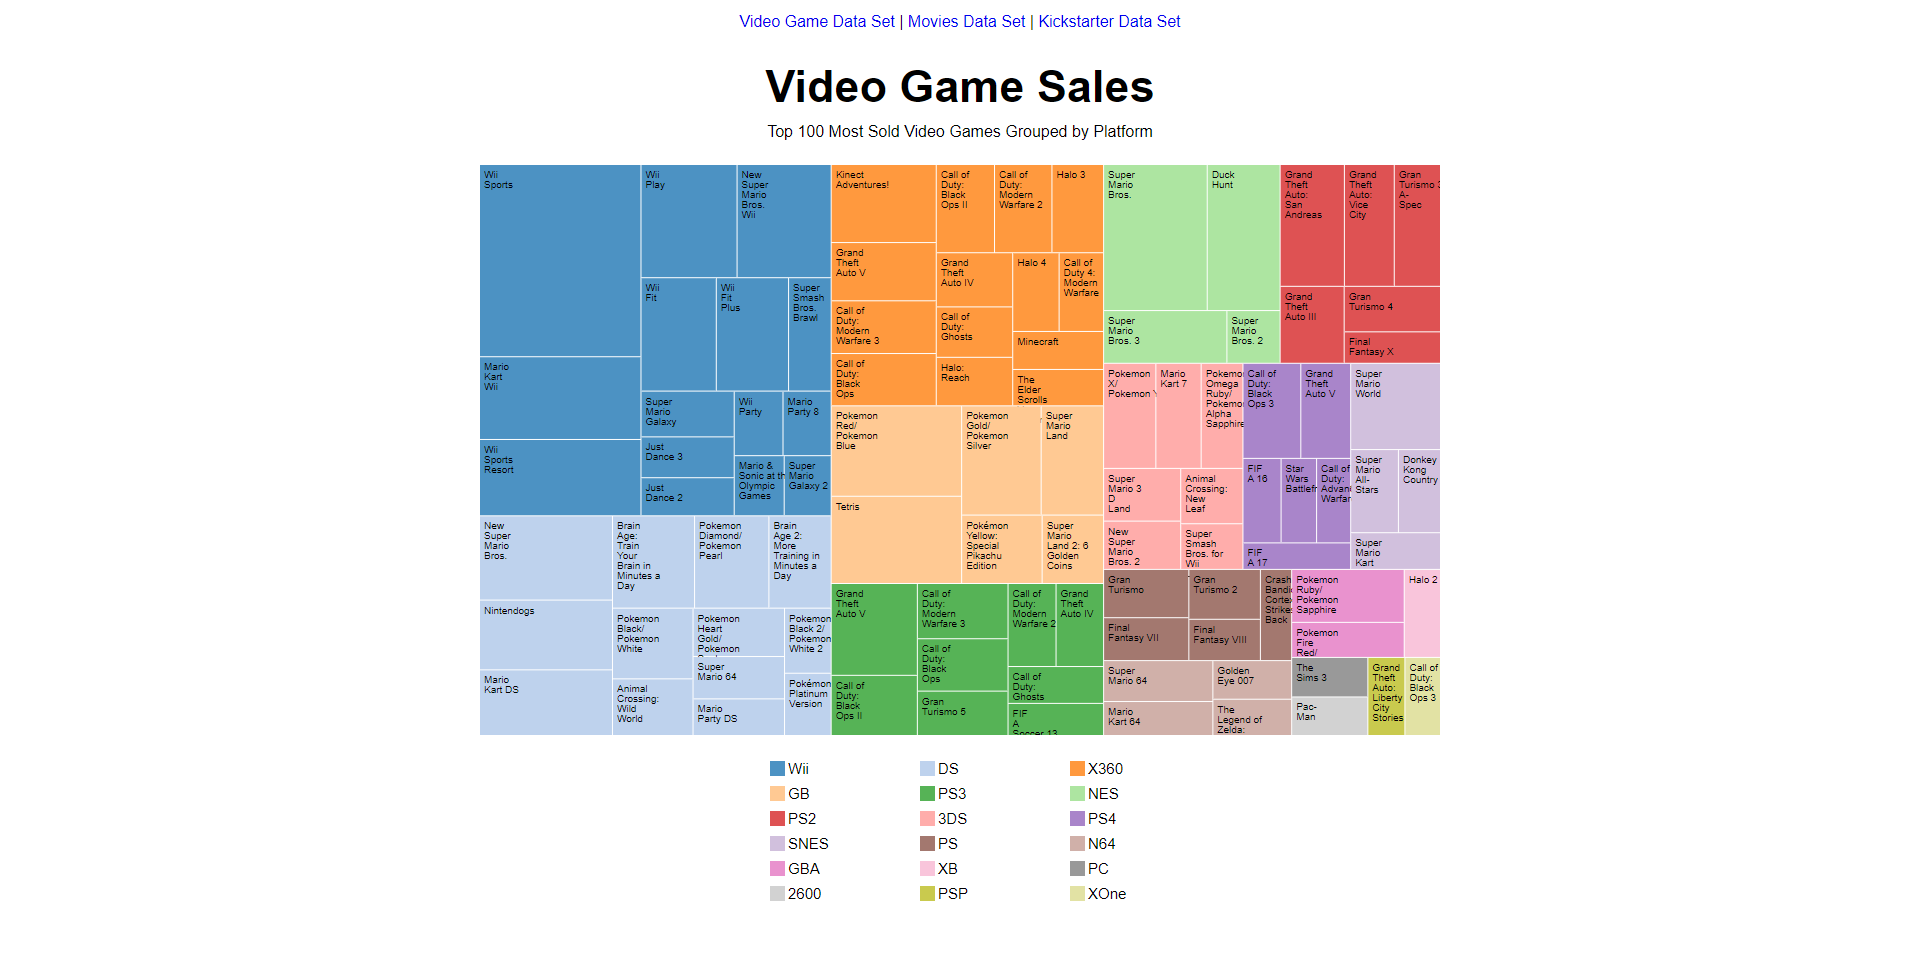 Video Game Data Set | Movies Data Set | Kickstarter Data Set
Video Game Sales
Top 100 Most Sold Video Games Grouped by Platform
Wii
Sports
Mario
Kart
Wii
Wii
Sports
Resort
Wii
Play
New
Super
Mario
Bros.
Wii
Wii
Fit
Wii
Fit
Plus
Super
Smash
Bros.
Brawl
Super
Mario
Galaxy
Just
Dance 3
Just
Dance 2
Wii
Party
Mario
Party 8
Mario &
Sonic at th
Olympic
Games
Super
Mario
Galaxy 2
New
Super
Mario
Bros.
Nintendogs
Mario
Kart DS
Brain
Age:
Train
Your
Brain in
Minutes a
Day
Pokemon
Diamond/
Pokemon
Pearl
Brain
Age 2:
More
Training in
Minutes a
Day
Pokemon
Black/
Pokemon
White
Animal
Crossing:
Wild
World
Pokemon
Heart
Gold/
Pokemon
Super
Mario 64
Mario
Party DS
Pokemon
Black 2/
Pokemon
White 2
Pokémon
Platinum
Version
Kinect
Adventures!
Grand
Theft
Auto V
Call of
Duty:
Modern
Warfare 3
Call of
Duty:
Black
Ops
Call of
Duty:
Black
Ops II
Call of
Duty:
Modern
Warfare 2
Halo 3
Grand
Theft
Auto IV
Call of
Duty:
Ghosts
Halo:
Reach
Halo 4
Call of
Duty 4:
Modern
Warfare
Minecraft
The
Elder
Scrolls
Pokemon
Red/
Pokemon
Blue
Tetris
Pokemon
Gold/
Pokemon
Silver
Super
Mario
Land
Pokémon
Yellow:
Special
Pikachu
Edition
Super
Mario
Land 2: 6
Golden
Coins
Grand
Theft
Auto V
Call of
Duty:
Black
Ops II
Call of
Duty:
Modern
Warfare 3
Call of
Duty:
Black
Ops
Gran
Turismo 5
Call of
Duty:
Modern
Warfare 2
Grand
Theft
Auto IV
Call of
Duty:
Ghosts
FIF
A
Soccer 13
Super
Mario
Bros.
Duck
Hunt
Super
Mario
Bros. 3
Super
Mario
Bros. 2
Grand
Theft
Auto:
San
Andreas
Grand
Theft
Auto:
Vice
City
Gran
Turismo 3
A-
Spec
Grand
Theft
Auto III
Gran
Turismo 4
Final
Fantasy X
Pokemon
X/
Pokemon Y
Mario
Kart 7
Pokemon
Omega
Ruby/
Pokemon
Alpha
Sapphire
Super
Mario 3
D
Land
New
Super
Mario
Bros. 2
Animal
Crossing:
New
Leaf
Super
Smash
Bros. for
Wii
Call of
Duty:
Black
Ops 3
Grand
Theft
Auto V
FIF
A 16
Star
Wars
Battlefr
Call of
Duty:
Advan
Warfar
FIF
A 17
Super
Mario
World
Super
Mario
All-
Stars
Donkey
Kong
Country
Super
Mario
Kart
Gran
Turismo
Final
Fantasy VII
Gran
Turismo 2
Final
Fantasy VIII
Crash
Bandic
Cortex
Strikes
Back
Super
Mario 64
Mario
Kart 64
Golden
Eye 007
The
Legend of
Zelda:
Pokemon
Ruby/
Pokemon
Sapphire
Pokemon
Fire
Red/
Halo 2
The
Sims 3
Pac-
Man
Grand
Theft
Auto:
Liberty
City
Stories
Call of
Duty:
Black
Ops 3
Wii
DS
X360
GB
PS3
NES
PS2
3DS
PS4
SNES
PS
N64
GBA
XB
PC
2600
PSP
XOne